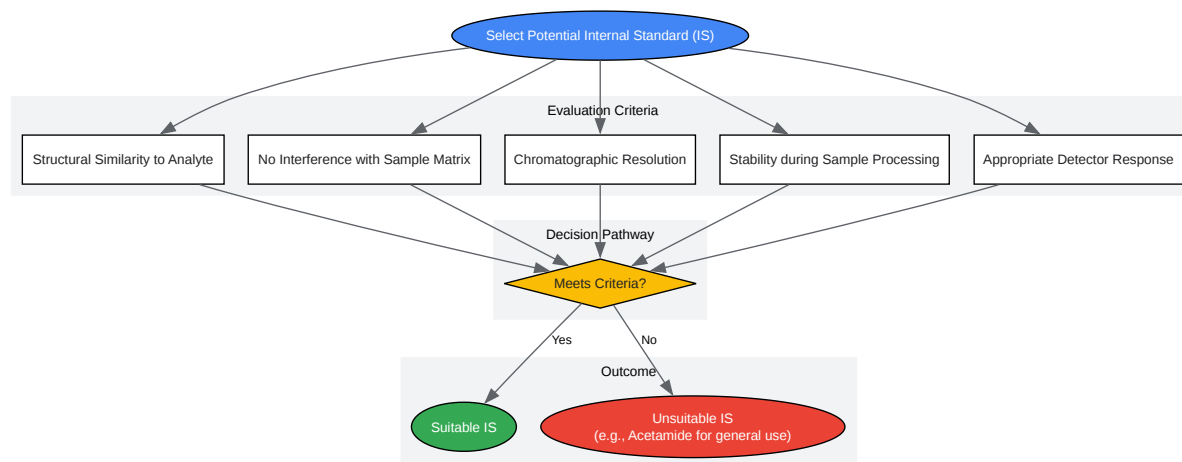 Select Potential Internal Standard (IS)
Evaluation Criteria
Structural Similarity to Analyte
No Interference with Sample Matrix
Chromatographic Resolution
Stability during Sample Processing
Appropriate Detector Response
Decision Pathway
Meets Criteria?
Yes
No
Outcome
Suitable IS
Unsuitable IS
(e.g., Acetamide for general use)